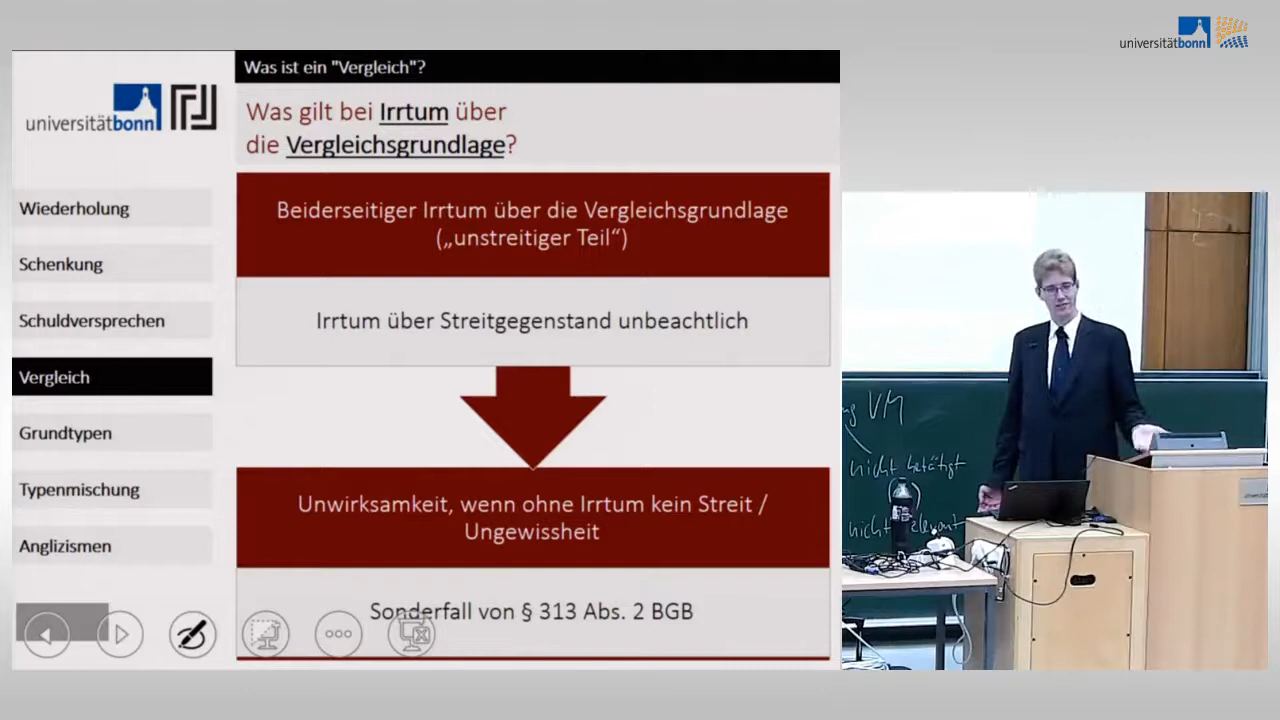 universitätbonn
Was ist ein "Vergleich"?
universitätbonn
Was gilt bei Irrtum über
die Vergleichsgrundlage?
Wiederholung
Schenkung
Schuldversprechen
Vergleich
Grundtypen
Typenmischung
Anglizismen
Beiderseitiger Irrtum über die Vergleichsgrundlage
(„unstreitiger Teil“)
Irrtum über Streitgegenstand unbeachtlich
Unwirksamkeit, wenn ohne Irrtum kein Streit /
Ungewissheit
Sonderfall von § 313 Abs. 2 BGB
VM
nicht betätigt
nicht relevant